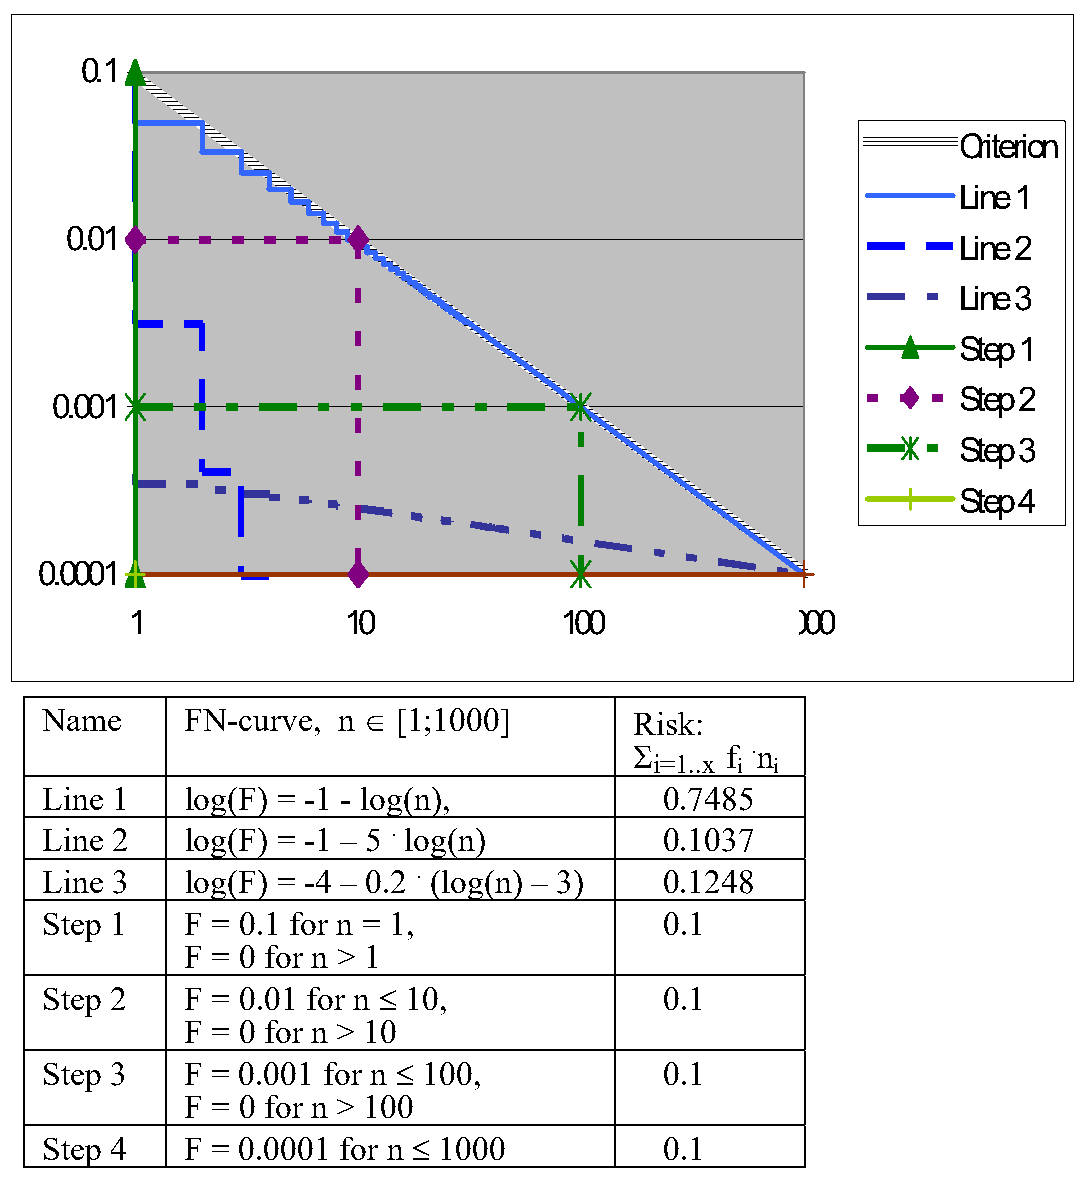 0.1
0.01
0.001
0.0001
1
10
100
000
Criterion
Line 1
Line 2
Line 3
Step 1
Step 2
Step 3
Step 4
Name FN-curve, n ∈ [1;1000] Risk:
Σi=1..x fi·ni
Line 1 log(F) = -1 - log(n), 0.7485
Line 2 log(F) = -1 – 5 · log(n) 0.1037
Line 3 log(F) = -4 – 0.2 · (log(n) – 3) 0.1248
Step 1 F = 0.1 for n = 1, 0.1
F = 0 for n > 1
Step 2 F = 0.01 for n ≤ 10, 0.1
F = 0 for n > 10
Step 3 F = 0.001 for n ≤ 100, 0.1
F = 0 for n > 100
Step 4 F = 0.0001 for n ≤ 1000 0.1